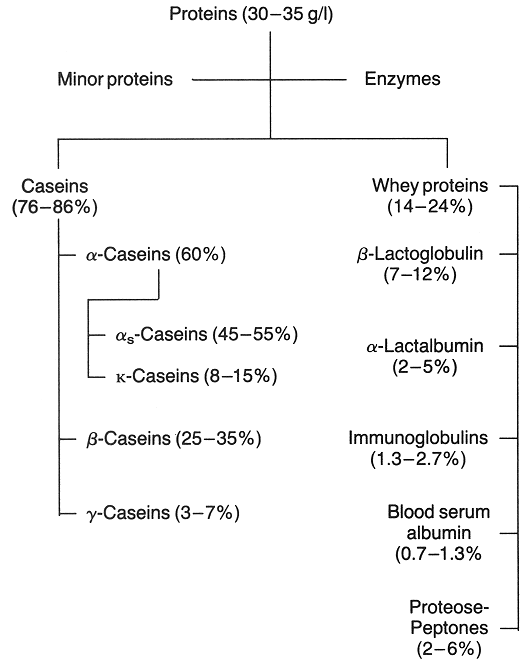 Proteins (30–35 g/l)
Minor proteins
Enzymes
Caseins
(76–86%)
α-Caseins (60%)
αs-Caseins (45–55%)
κ-Caseins (8–15%)
β-Caseins (25–35%)
γ-Caseins (3–7%)
Whey proteins
(14–24%)
β-Lactoglobulin
(7–12%)
α-Lactalbumin
(2–5%)
Immunoglobulins
(1.3–2.7%)
Blood serum
albumin
(0.7–1.3%
Proteose-
Peptones
(2–6%)